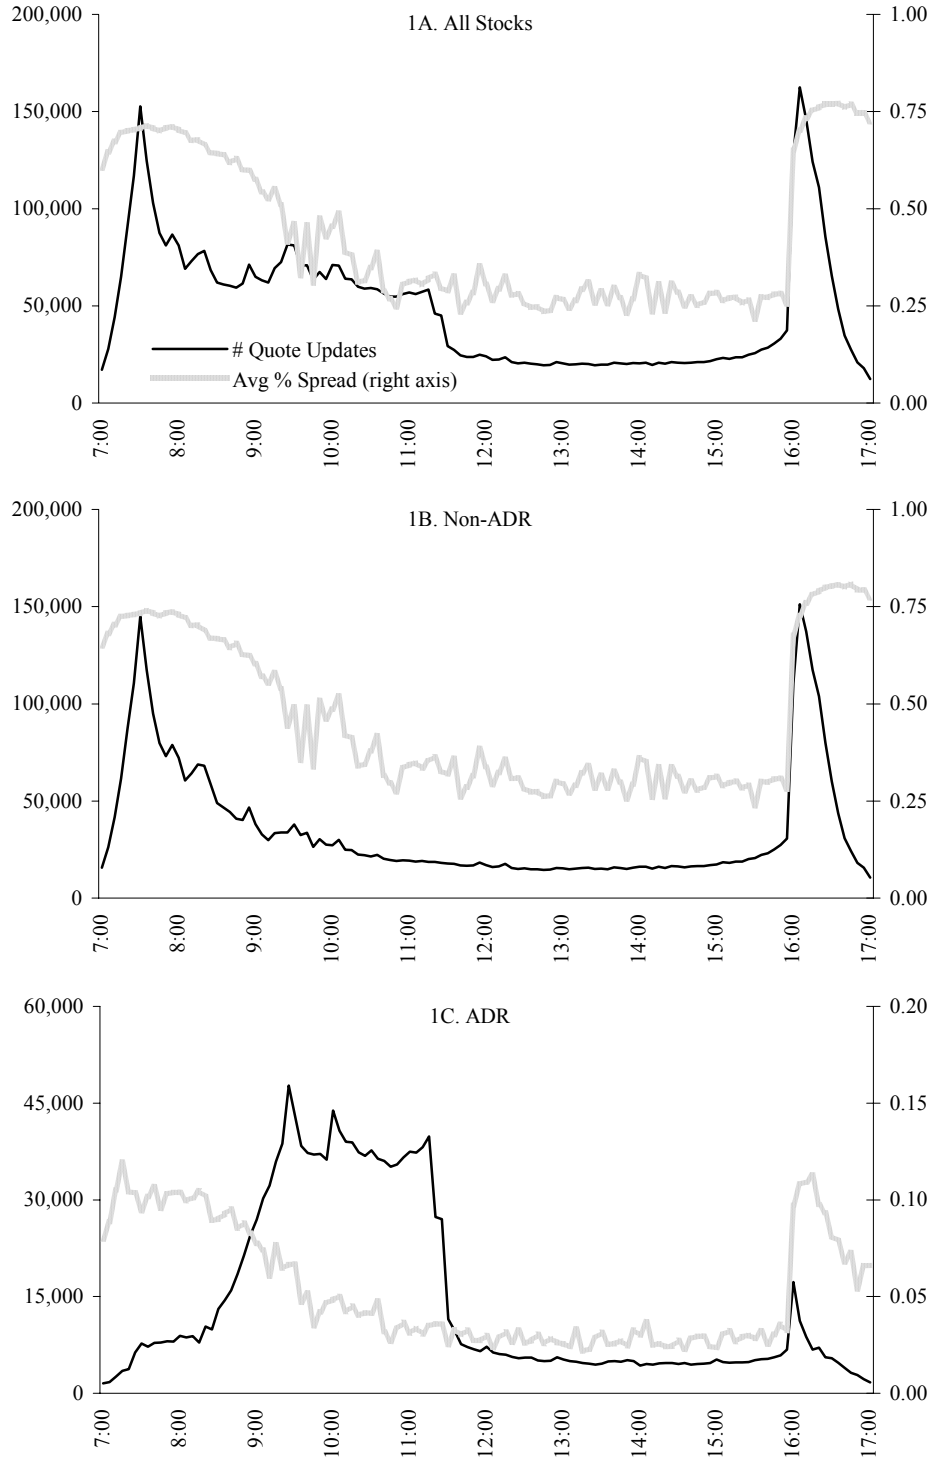 1A. All Stocks
200,000 1.00
150,000 0.75
100,000 0.50
50,000 0.25
0 0.00
# Quote Updates
Avg % Spread (right axis)
7:00 8:00 9:00 10:00 11:00 12:00 13:00 14:00 15:00 16:00 17:00
1B. Non-ADR
200,000 1.00
150,000 0.75
100,000 0.50
50,000 0.25
0 0.00
7:00 8:00 9:00 10:00 11:00 12:00 13:00 14:00 15:00 16:00 17:00
1C. ADR
60,000 0.20
45,000 0.15
30,000 0.10
15,000 0.05
0 0.00
7:00 8:00 9:00 10:00 11:00 12:00 13:00 14:00 15:00 16:00 17:00